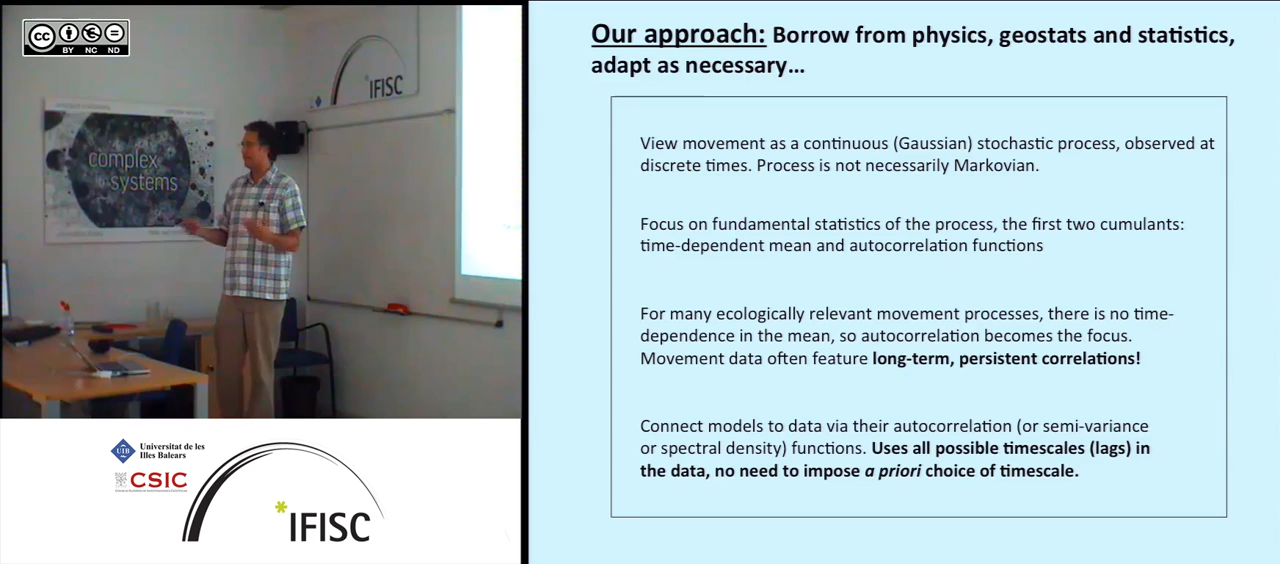 cc
BY NC ND
IFISC
complex
systems
Our approach: Borrow from physics, geostats and statistics,
adapt as necessary…
View movement as a continuous (Gaussian) stochastic process, observed at
discrete times. Process is not necessarily Markovian.
Focus on fundamental statistics of the process, the first two cumulants:
time-dependent mean and autocorrelation functions
For many ecologically relevant movement processes, there is no time-
dependence in the mean, so autocorrelation becomes the focus.
Movement data often feature long-term, persistent correlations!
Connect models to data via their autocorrelation (or semi-variance
or spectral density) functions. Uses all possible timescales (lags) in
the data, no need to impose a priori choice of timescale.
UIB
Universitat de les
Illes Balears
CSIC
IFISC